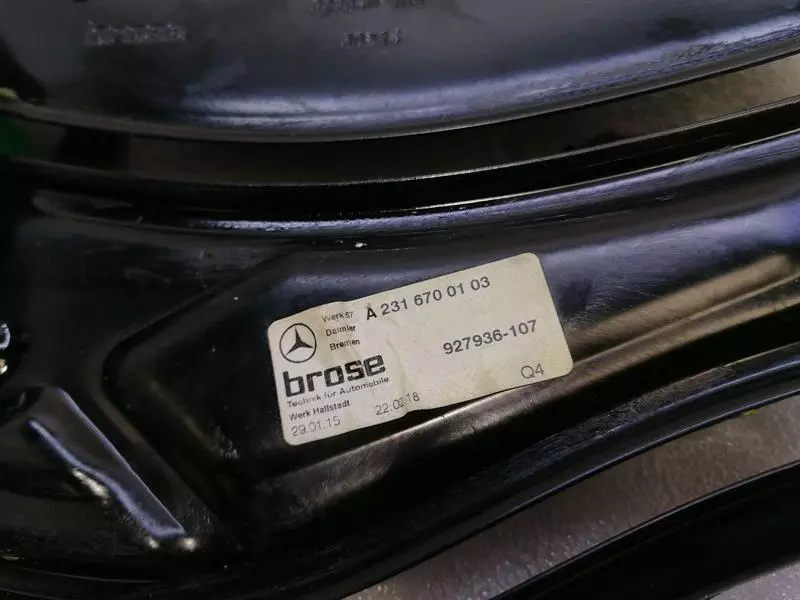 Werk 67 A 231 670 01 03
Daimler
Bremen
927936-107
brose
Technik für Automobile
Werk Hallstadt
29.01.15 22:02:18
Q4